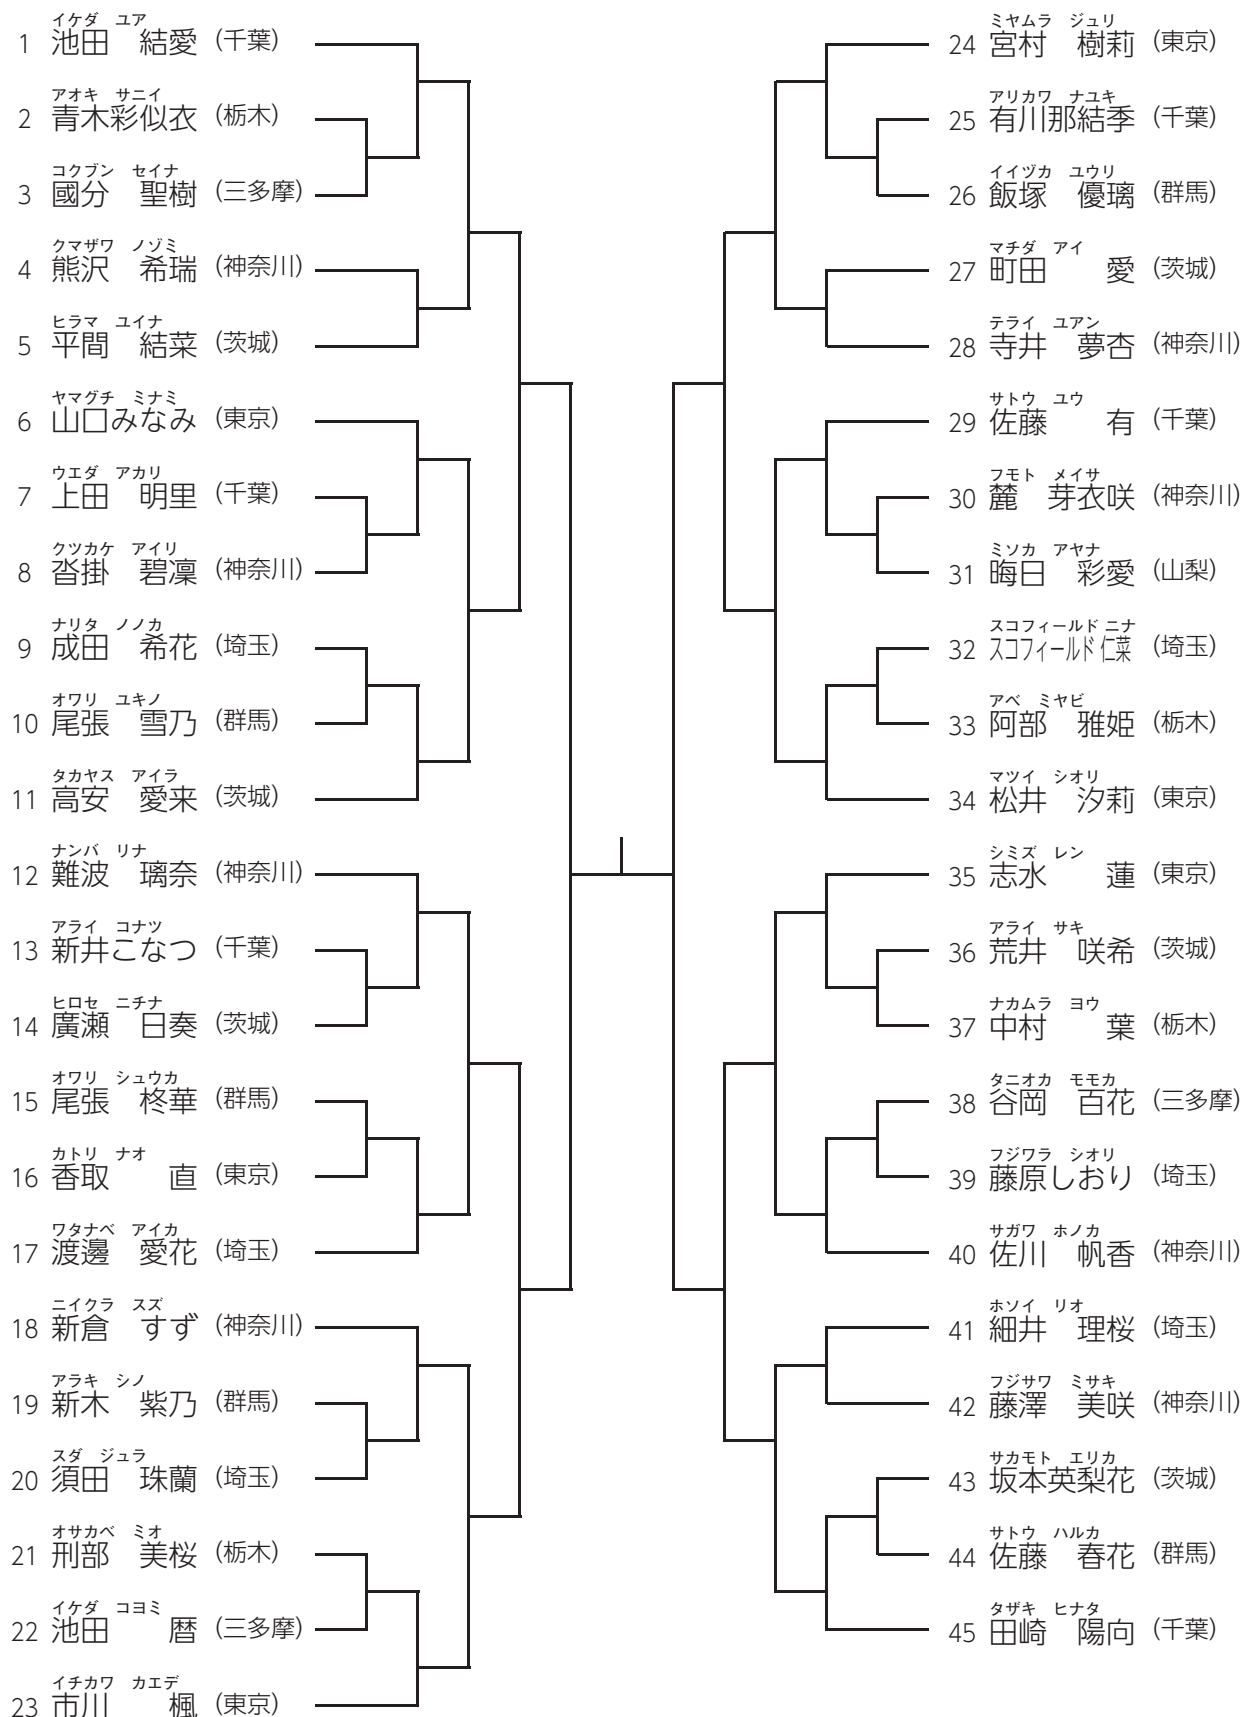 イケダ ユア
1 池田 結愛 (千葉)
アオキ サニイ
2 青木彩似衣 (栃木)
コクブン セイナ
3 國分 聖樹 (三多摩)
クマザワ ノゾミ
4 熊沢 希瑞 (神奈川)
ヒラマ ユイナ
5 平間 結菜 (茨城)
ヤマグチ ミナミ
6 山口みなみ (東京)
ウエダ アカリ
7 上田 明里 (千葉)
クツカケ アイリ
8 沓掛 碧凜 (神奈川)
ナリタ ノノカ
9 成田 希花 (埼玉)
オワリ ユキノ
10 尾張 雪乃 (群馬)
タカヤス アイラ
11 高安 愛来 (茨城)
ナンバ リナ
12 難波 璃奈 (神奈川)
アライ コナツ
13 新井こなつ (千葉)
ヒロセ ニチナ
14 廣瀬 日奏 (茨城)
オワリ シュウカ
15 尾張 柊華 (群馬)
カトリ ナオ
16 香取 直 (東京)
ワタナベ アイカ
17 渡邊 愛花 (埼玉)
ニイクラ スズ
18 新倉 すず (神奈川)
アラキ シノ
19 新木 紫乃 (群馬)
スダ ジュラ
20 須田 珠蘭 (埼玉)
オサカベ ミオ
21 刑部 美桜 (栃木)
イケダ コヨミ
22 池田 暦 (三多摩)
イチカワ カエデ
23 市川 楓 (東京)
ミヤムラ ジュリ
24 宮村 樹莉 (東京)
アリカワ ナユキ
25 有川那結季 (千葉)
イイヅカ ユウリ
26 飯塚 優璃 (群馬)
マチダ アイ
27 町田 愛 (茨城)
テライ ユアン
28 寺井 夢杏 (神奈川)
サトウ ユウ
29 佐藤 有 (千葉)
フモト メイサ
30 麓 芽衣咲 (神奈川)
ミソカ アヤナ
31 晦日 彩愛 (山梨)
スコフィールド ニナ
32 スコフィールド 仁菜 (埼玉)
アベ ミヤビ
33 阿部 雅姫 (栃木)
マツイ シオリ
34 松井 汐莉 (東京)
シミズ レン
35 志水 蓮 (東京)
アライ サキ
36 荒井 咲希 (茨城)
ナカムラ ヨウ
37 中村 葉 (栃木)
タニオカ モモカ
38 谷岡 百花 (三多摩)
フジワラ シオリ
39 藤原しおり (埼玉)
サガワ ホノカ
40 佐川 帆香 (神奈川)
ホソイ リオ
41 細井 理桜 (埼玉)
フジサワ ミサキ
42 藤澤 美咲 (神奈川)
サカモト エリカ
43 坂本英梨花 (茨城)
サトウ ハルカ
44 佐藤 春花 (群馬)
タザキ ヒナタ
45 田崎 陽向 (千葉)